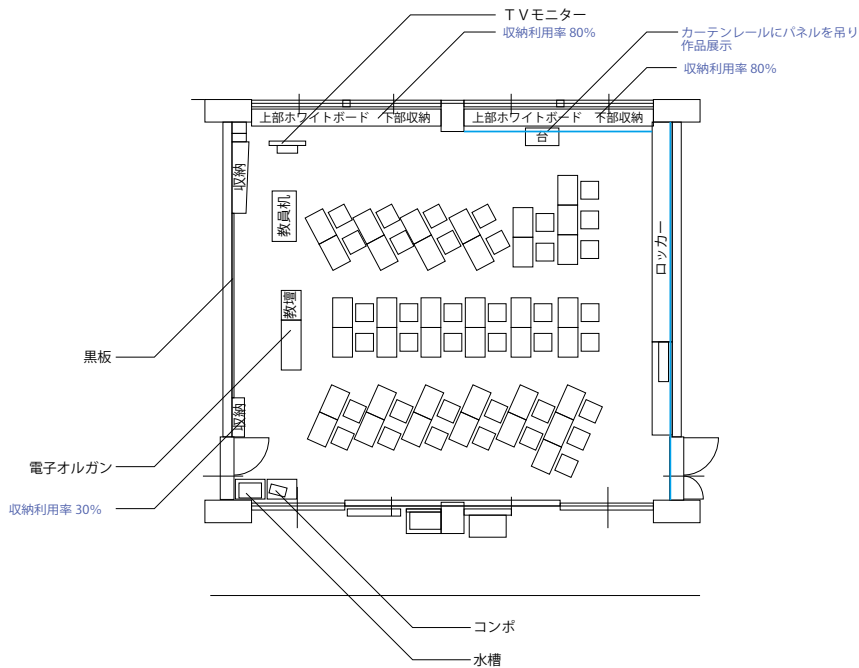 ＴＶモニター
収納利用率 80%
カーテンレールにパネルを吊り
作品展示
収納利用率 80%
上部ホワイトボード　下部収納
上部ホワイトボード　下部収納
台
収納
教員机
ロッカー
教壇
黒板
収納
電子オルガン
収納利用率 30%
コンポ
水槽